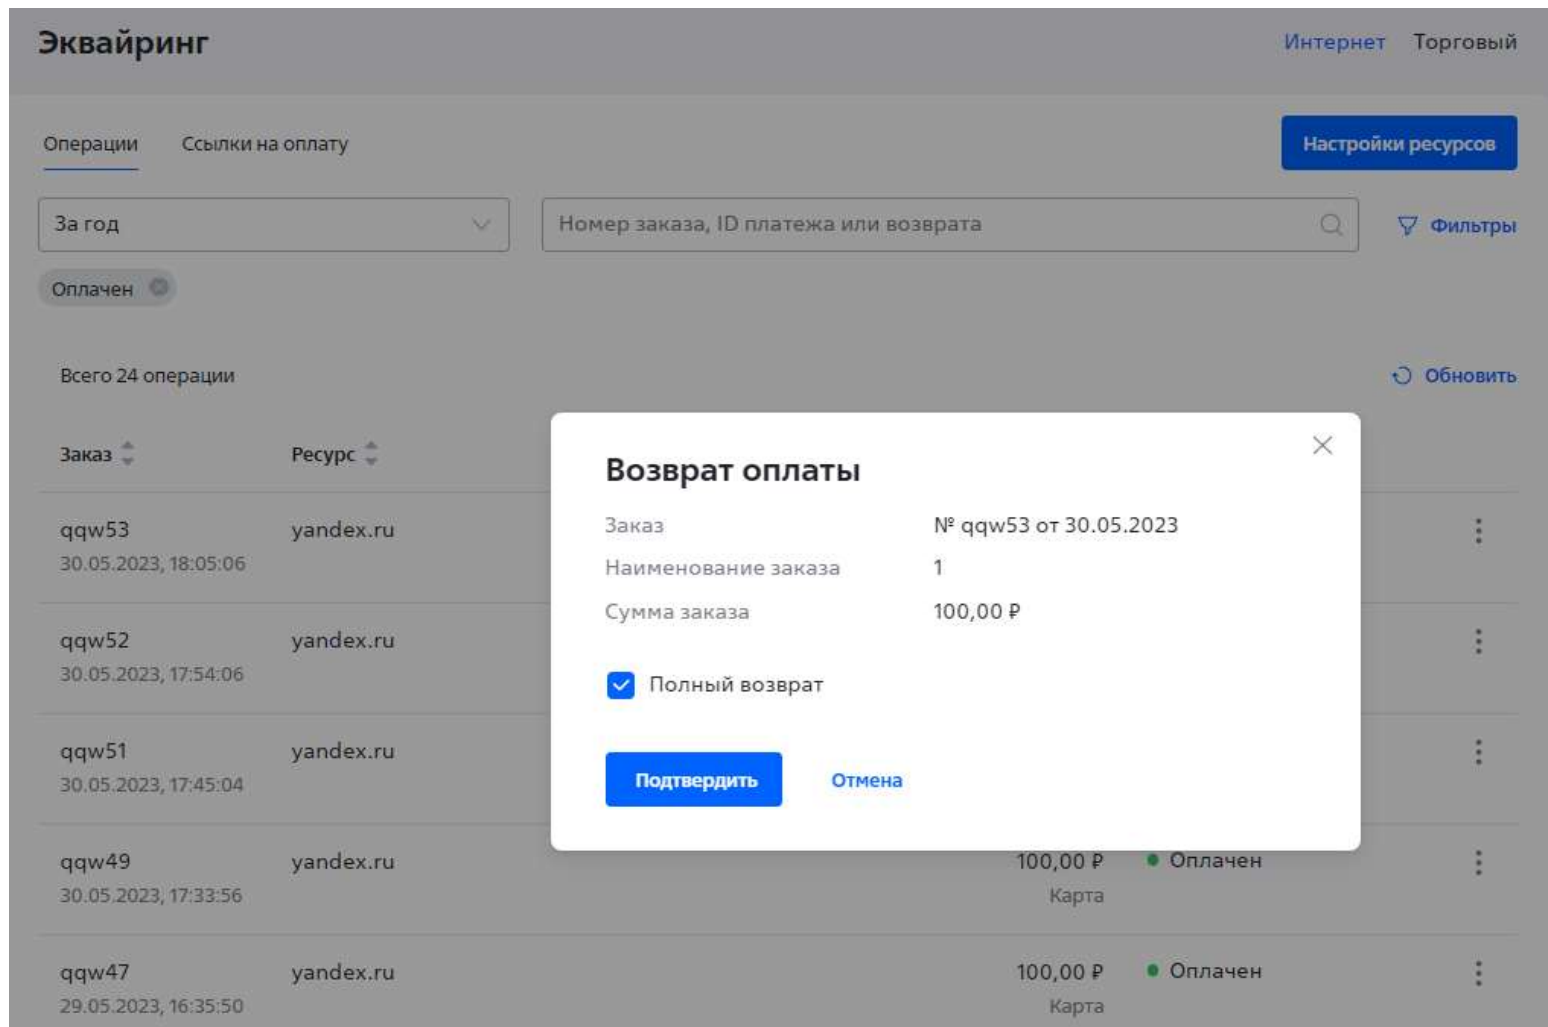 Эквайринг
Интернет Торговый
Операции Ссылки на оплату
Настройки ресурсов
За год
Номер заказа, ID платежа или возврата
Фильтры
Оплачен
Всего 24 операции
Обновить
Заказ Ресурс
qqw53 yandex.ru
30.05.2023, 18:05:06
qqw52 yandex.ru
30.05.2023, 17:54:06
qqw51 yandex.ru
30.05.2023, 17:45:04
Возврат оплаты
Заказ № qqw53 от 30.05.2023
Наименование заказа 1
Сумма заказа 100,00 ₽
Полный возврат
Подтвердить Отмена
qqw49 yandex.ru 100,00 ₽ Оплачен
30.05.2023, 17:33:56 Карта
qqw47 yandex.ru 100,00 ₽ Оплачен
29.05.2023, 16:35:50 Карта